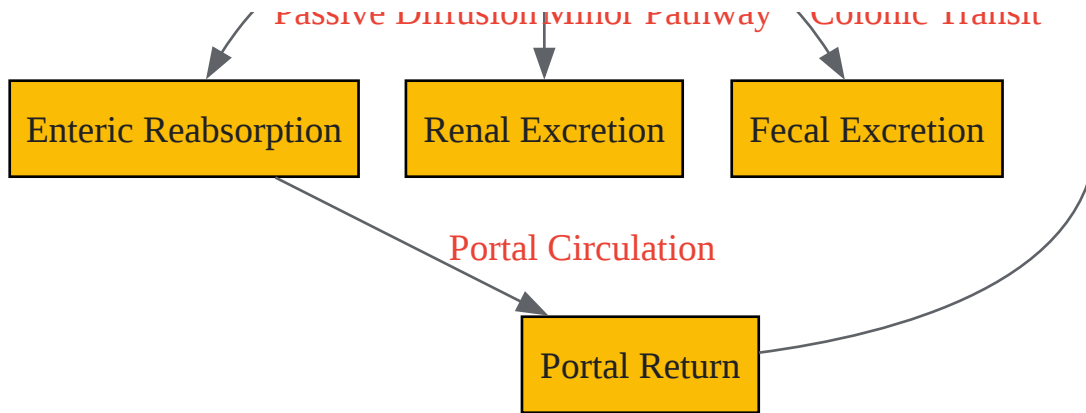 Passive Diffusion Minor Pathway Colonic Transit
Enteric Reabsorption
Renal Excretion
Fecal Excretion
Portal Circulation
Portal Return